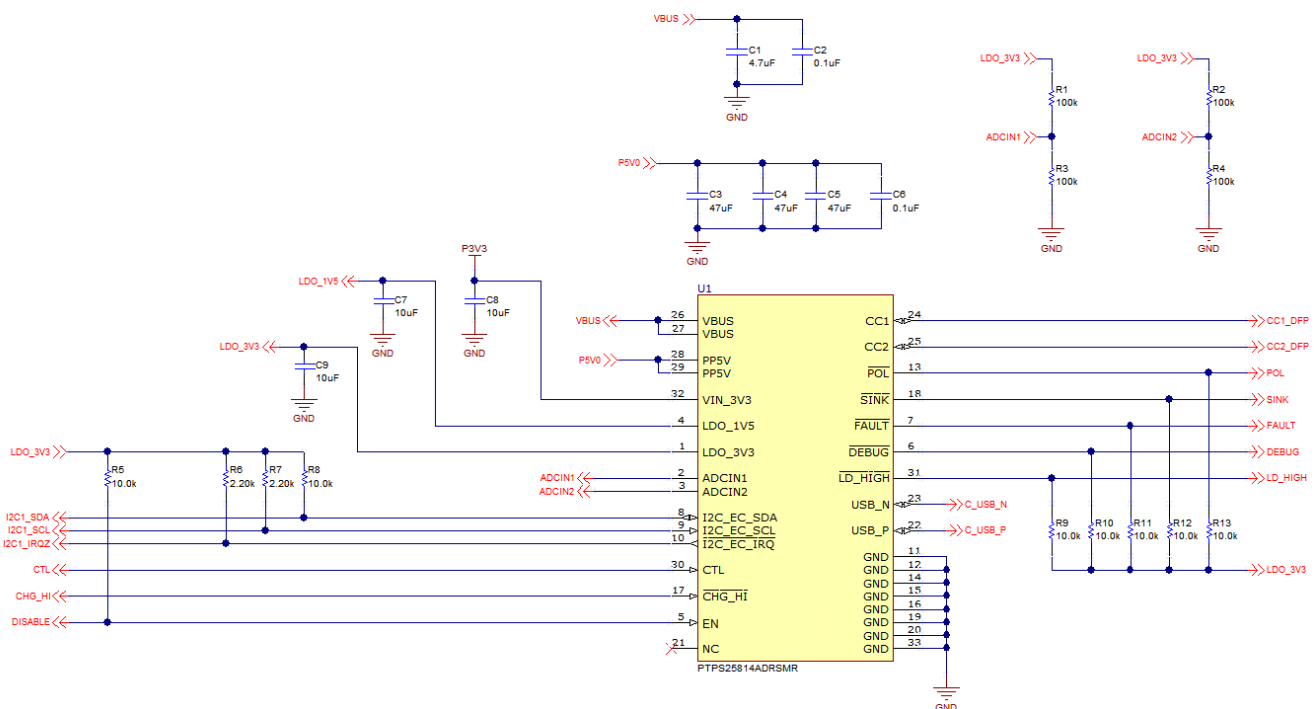 VBUS
C1
4.7uF
C2
0.1uF
GND
LDO_3V3
R1
100k
ADCIN1
R3
100k
GND
LDO_3V3
R2
100k
ADCIN2
R4
100k
GND
P5V0
C3
47uF
C4
47uF
C5
47uF
C6
0.1uF
GND
P3V3
LDO_1V5
C7
10uF
GND
C8
10uF
GND
LDO_3V3
C9
10uF
GND
U1
VBUS 26 VBUS
27 VBUS
P5V0 28 PP5V
29 PP5V
32 VIN_3V3
4 LDO_1V5
1 LDO_3V3
ADCIN1 2 ADCIN1
ADCIN2 3 ADCIN2
LDO_3V3
R5
10.0k
R6
2.20k
R7
2.20k
R8
10.0k
I2C1_SDA 8 I2C_EC_SDA
I2C1_SCL 9 I2C_EC_SCL
I2C1_IRQZ 10 I2C_EC_IRQ
CTL 30 CTL
CHG_HI 17 CHG_HI
DISABLE 5 EN
21 NC
PTPS25814ADRSMR
CC1 24 CC1_DFP
CC2 25 CC2_DFP
POL 13 POL
SINK 18 SINK
FAULT 7 FAULT
DEBUG 6 DEBUG
LD_HIGH 31 LD_HIGH
USB_N 23 C_USB_N
USB_P 22 C_USB_P
GND 11
GND 12
GND 14
GND 15
GND 16
GND 19
GND 20
GND 33
GND
R9
10.0k
R10
10.0k
R11
10.0k
R12
10.0k
R13
10.0k
LDO_3V3